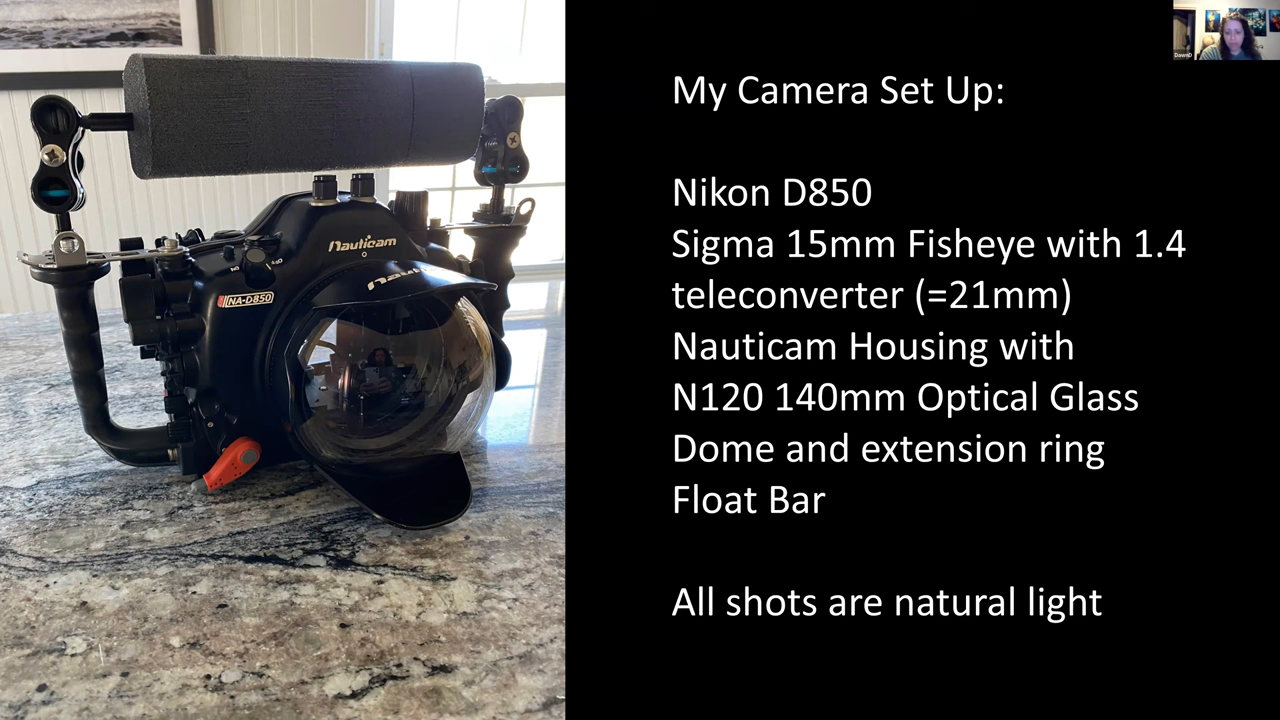 My Camera Set Up:
Nikon D850
Sigma 15mm Fisheye with 1.4
teleconverter (=21mm)
Nauticam Housing with
N120 140mm Optical Glass
Dome and extension ring
Float Bar
All shots are natural light
Nauticam
NA-D850
DawnD